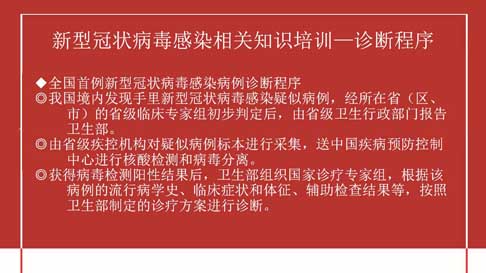 新型冠状病毒感染相关知识培训—诊断程序
◆全国首例新型冠状病毒感染病例诊断程序
◎我国境内发现手里新型冠状病毒感染疑似病例，经所在省（区、
市）的省级临床专家组初步判定后，由省级卫生行政部门报告
卫生部。
◎由省级疾控机构对疑似病例标本进行采集，送中国疾病预防控制
中心进行核酸检测和病毒分离。
◎获得病毒检测阳性结果后，卫生部组织国家诊疗专家组，根据该
病例的流行病学史、临床症状和体征、辅助检查结果等，按照
卫生部制定的诊疗方案进行诊断。